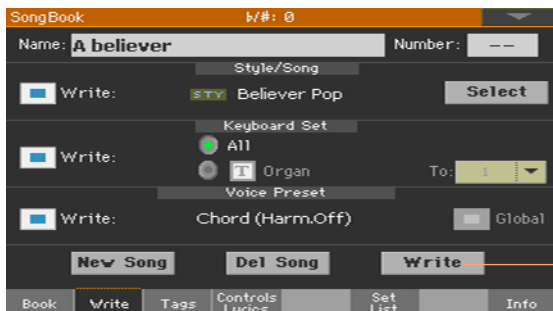 SongBook ♭/#: 0
Name: A believer Number: --
Style/Song
Write: STY Believer Pop Select
Keyboard Set
All
Write:
T Organ To: 1
Voice Preset
Write: Chord (Harm.Off) Global
New Song Del Song Write
Book Write Tags Controls Lyrics Set List Info